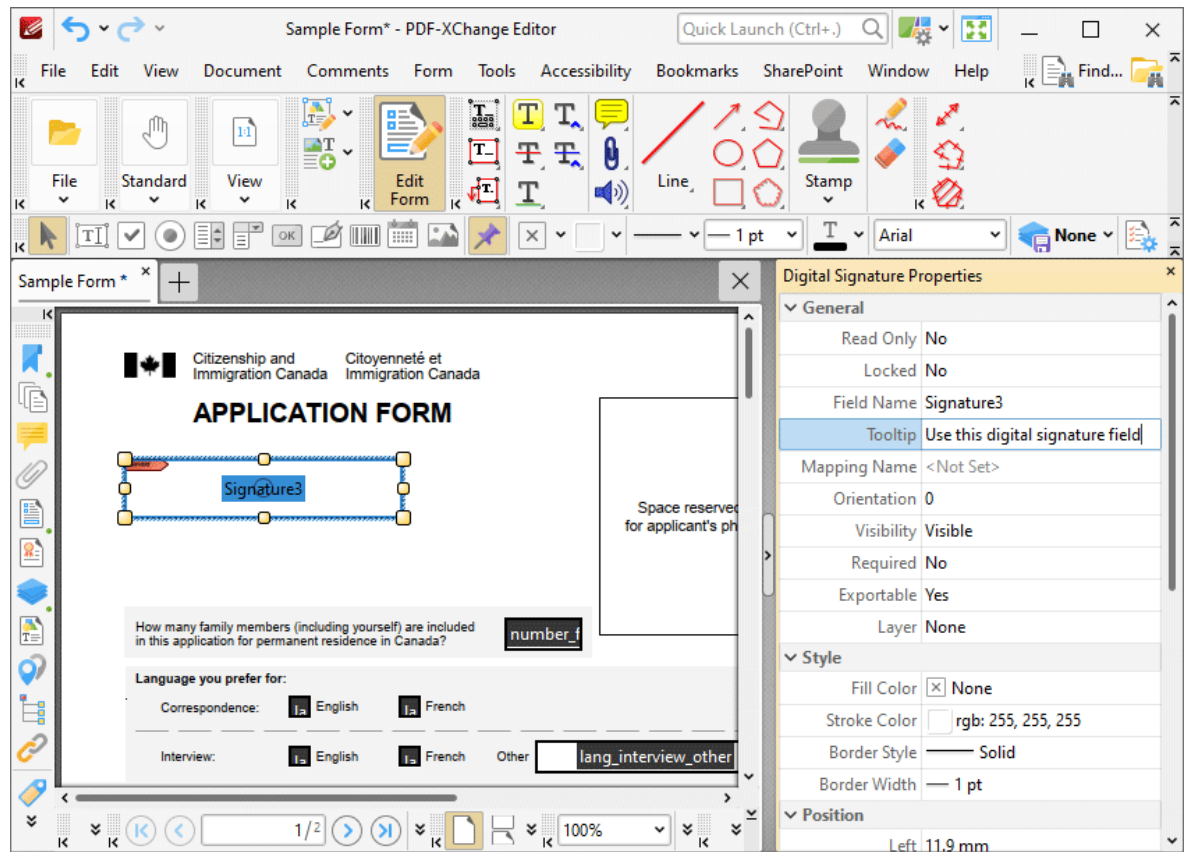 Sample Form* - PDF-XChange Editor
Quick Launch (Ctrl+.)
File Edit View Document Comments Form Tools Accessibility Bookmarks SharePoint Window Help Find...
File
Standard
1:1
View
Edit
Form
Line
Stamp
OK
1 pt
Arial
None
Sample Form *
Citizenship and
Immigration Canada
Citoyenneté et
Immigration Canada
APPLICATION FORM
Signature3
Space reserved
for applicant's ph
How many family members (including yourself) are included
in this application for permanent residence in Canada?
number_f
Language you prefer for:
Correspondence: la English la French
Interview: la English la French Other lang_interview_other
1/2
100%
Digital Signature Properties
General
Read Only No
Locked No
Field Name Signature3
Tooltip Use this digital signature field
Mapping Name <Not Set>
Orientation 0
Visibility Visible
Required No
Exportable Yes
Layer None
Style
Fill Color None
Stroke Color rgb: 255, 255, 255
Border Style Solid
Border Width 1 pt
Position
Left 11.9 mm